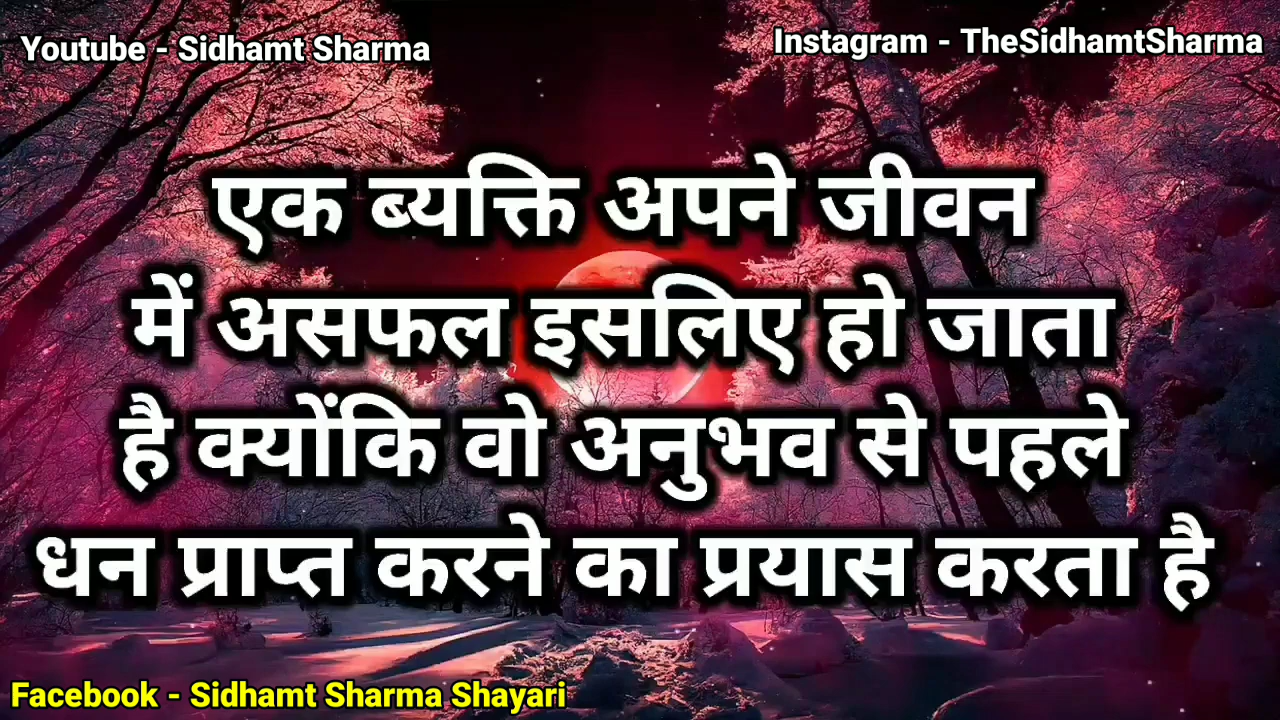 Youtube - Sidhamt Sharma
Instagram - TheSidhamtSharma
एक ब्यक्ति अपने जीवन
में असफल इसलिए हो जाता
है क्योंकि वो अनुभव से पहले
धन प्राप्त करने का प्रयास करता है
Facebook - Sidhamt Sharma Shayari